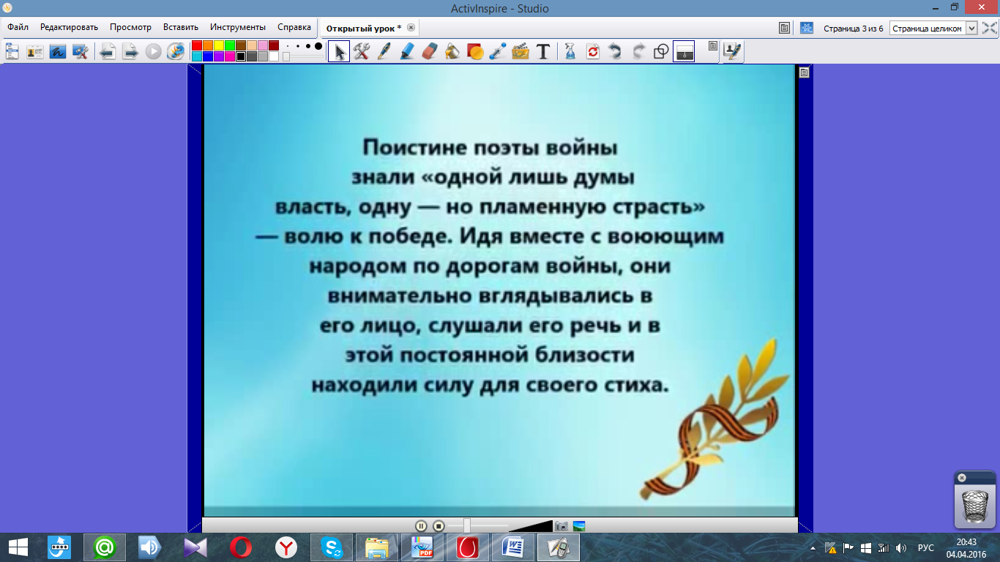 ActivInspire - Studio
Файл Редактировать Просмотр Вставить Инструменты Справка Открытый урок * Страница 3 из 6 Страница целиком
Поистине поэты войны
знали «одной лишь думы
власть, одну — но пламенную страсть»
— волю к победе. Идя вместе с воюющим
народом по дорогам войны, они
внимательно вглядывались в
его лицо, слушали его речь и в
этой постоянной близости
находили силу для своего стиха.
РУС
20:43
04.04.2016